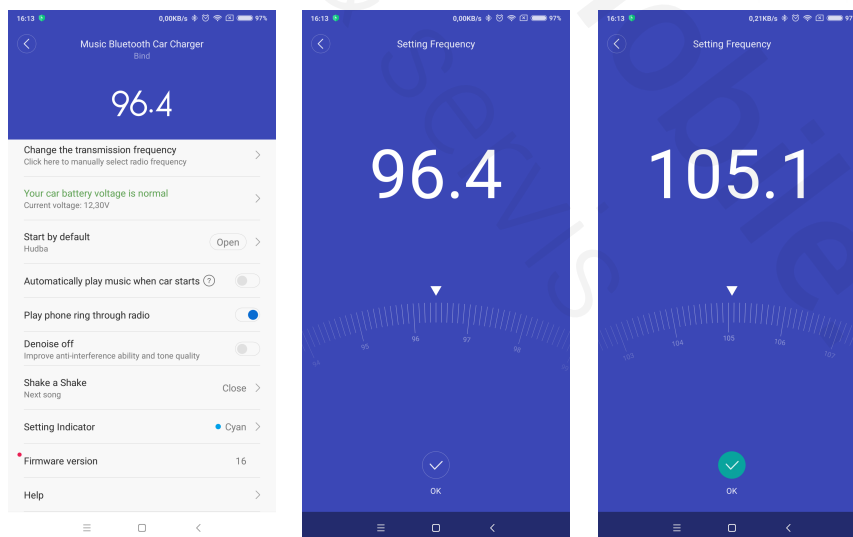 16:13 0,00KB/s 97%
Music Bluetooth Car Charger
Bind
96.4
Change the transmission frequency
Click here to manually select radio frequency
Your car battery voltage is normal
Current voltage: 12,30V
Start by default
Hudba
Open
Automatically play music when car starts ?
Play phone ring through radio
Denoise off
Improve anti-interference ability and tone quality
Shake a Shake
Next song
Close
Setting Indicator
Cyan
Firmware version
16
Help
16:13 0,00KB/s 97%
Setting Frequency
96.4
94 95 96 97 98
OK
16:13 0,21KB/s 97
Setting Frequency
105.1
103 104 105 106 107
OK
servis
obile